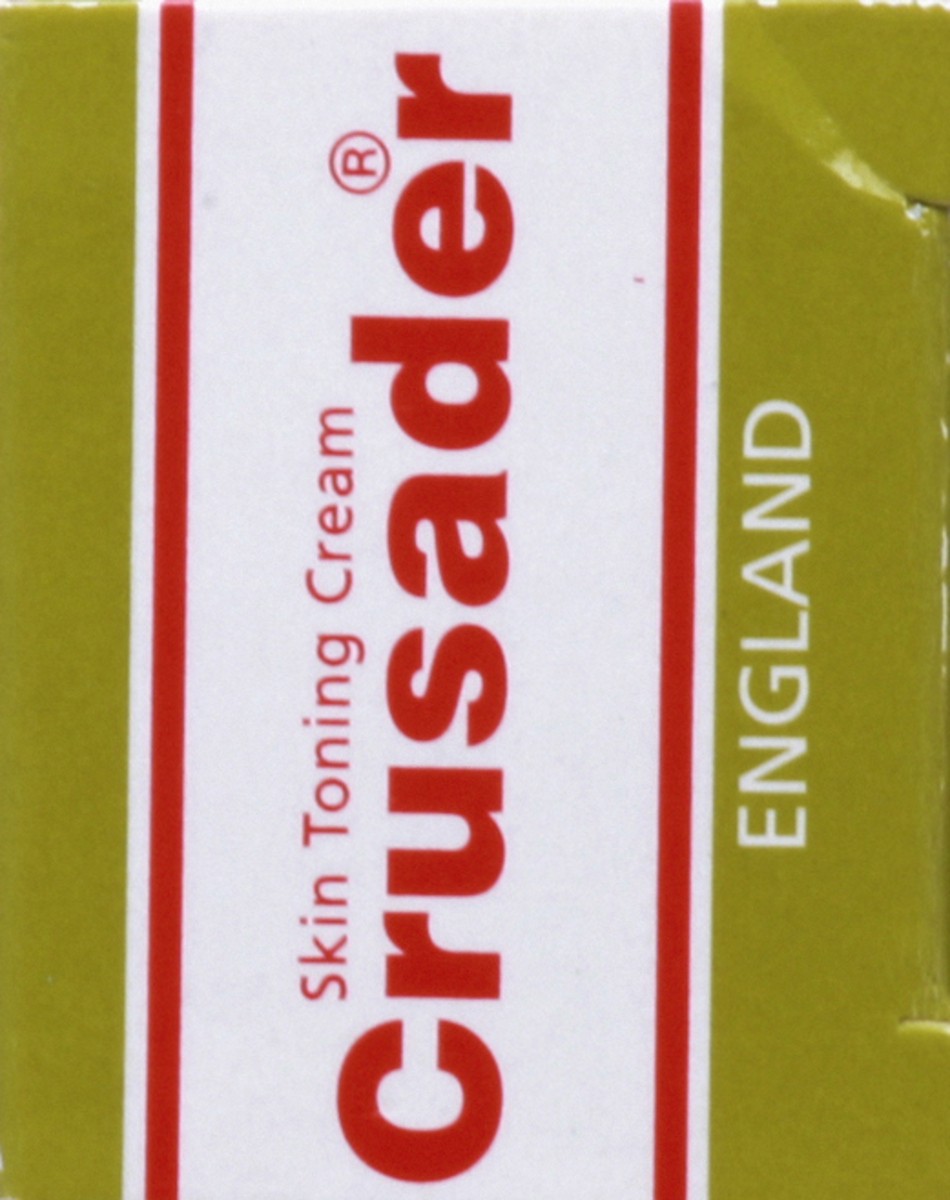 Skin Toning Cream
Crusader®
ENGLAND